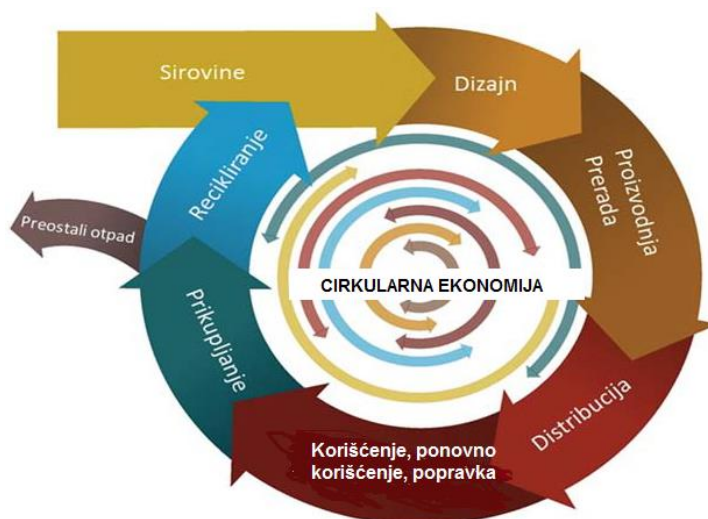 Sirovine
Dizajn
Proizvodnja
Prerada
Distribucija
Korišćenje, ponovno
korišćenje, popravka
Prikupljanje
Recikliranje
Preostali otpad
CIRKULARNA EKONOMIJA